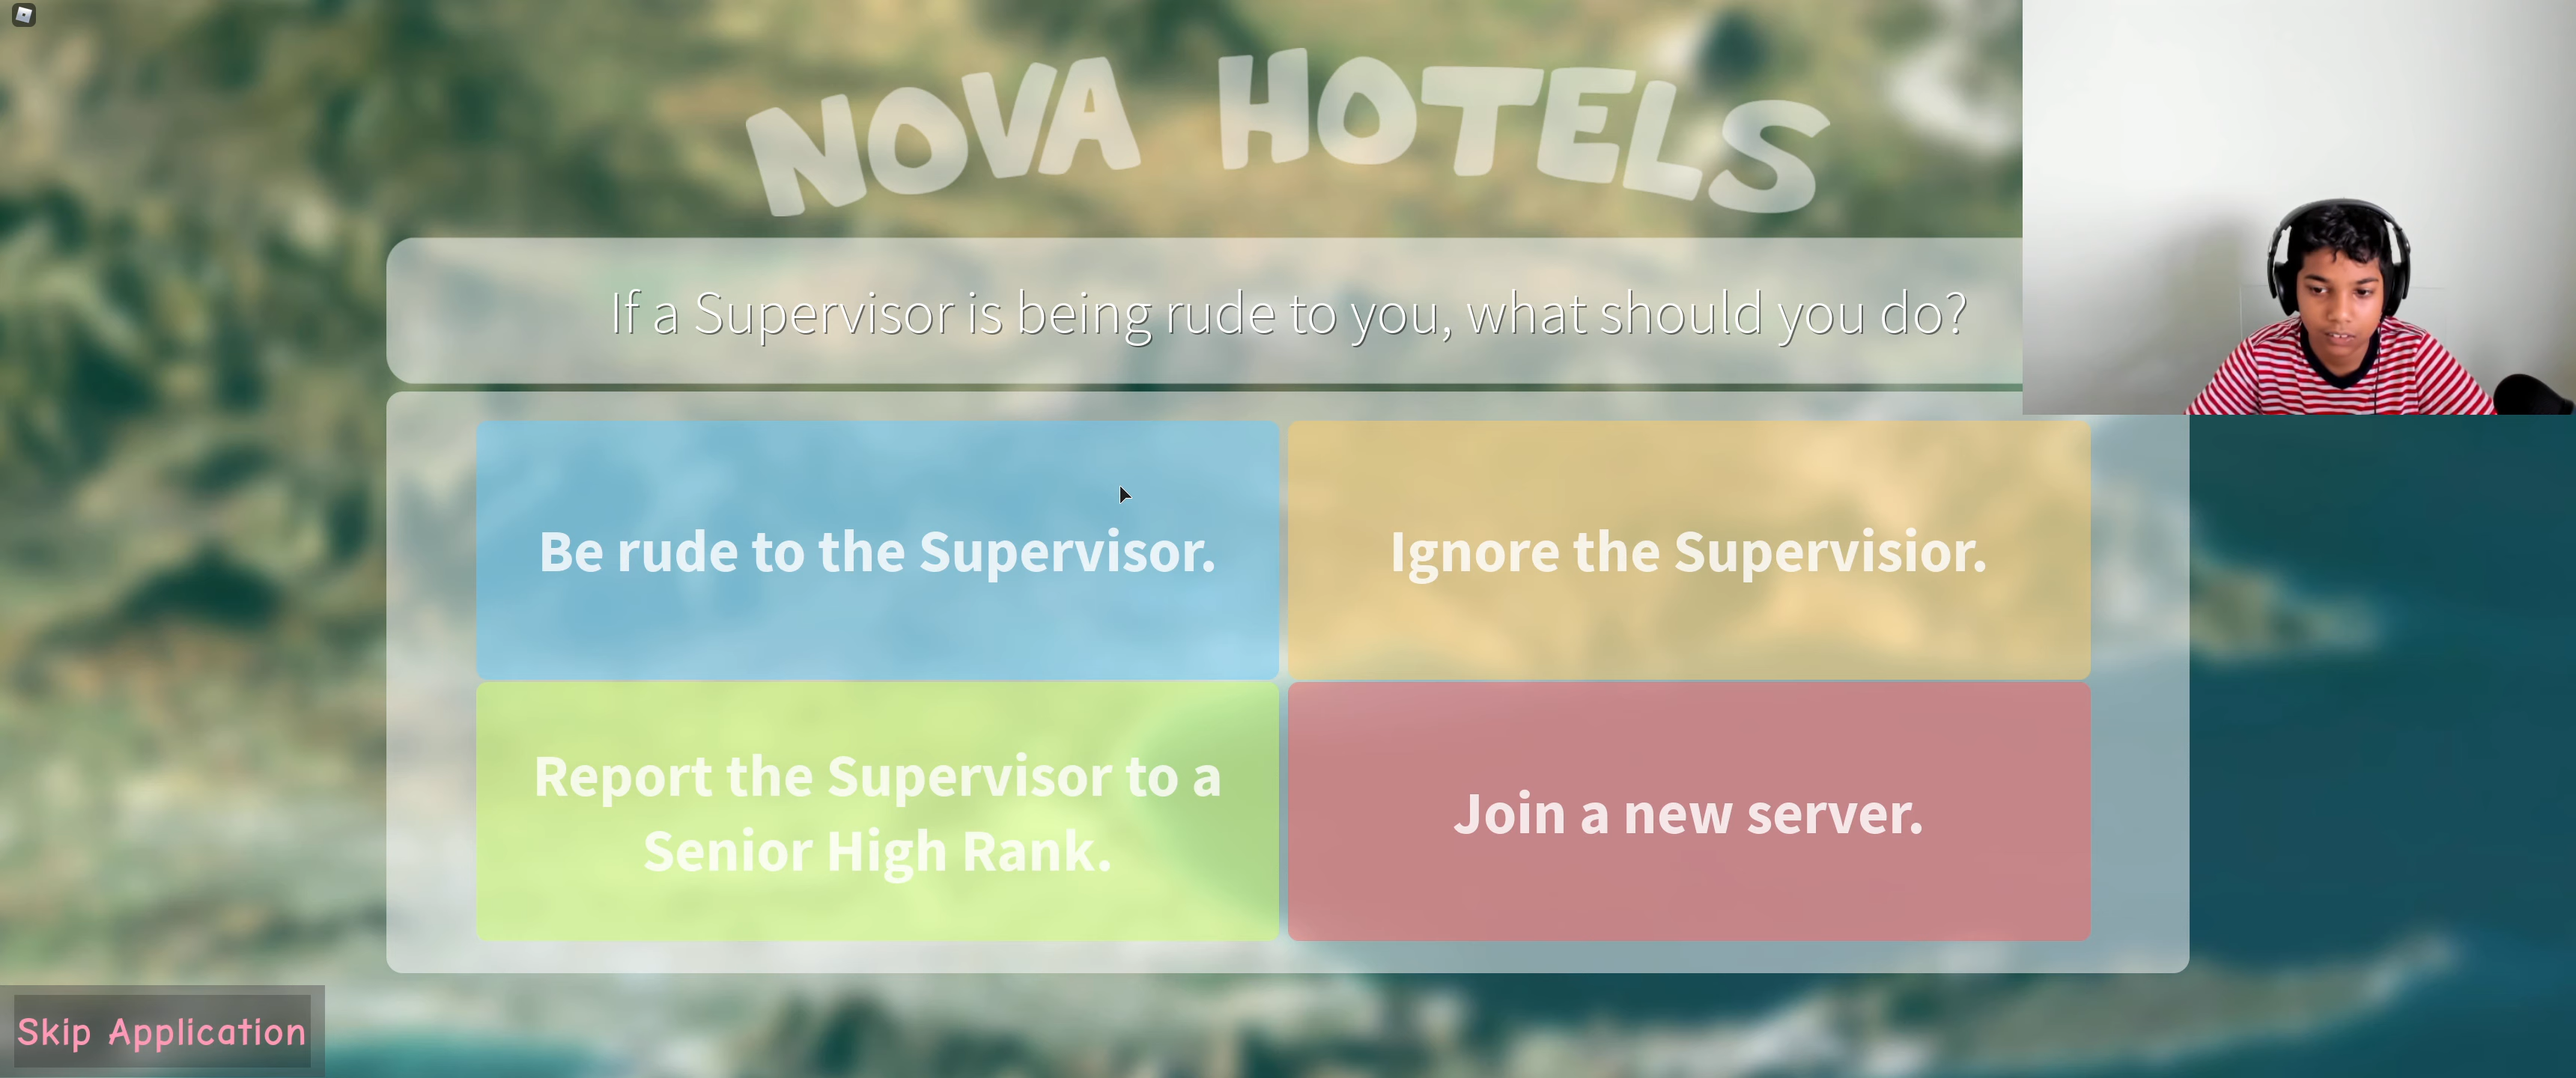 NOVA HOTELS
If a Supervisor is being rude to you, what should you do?
Be rude to the Supervisor.
Ignore the Supervisior.
Report the Supervisor to a
Senior High Rank.
Join a new server.
Skip Application